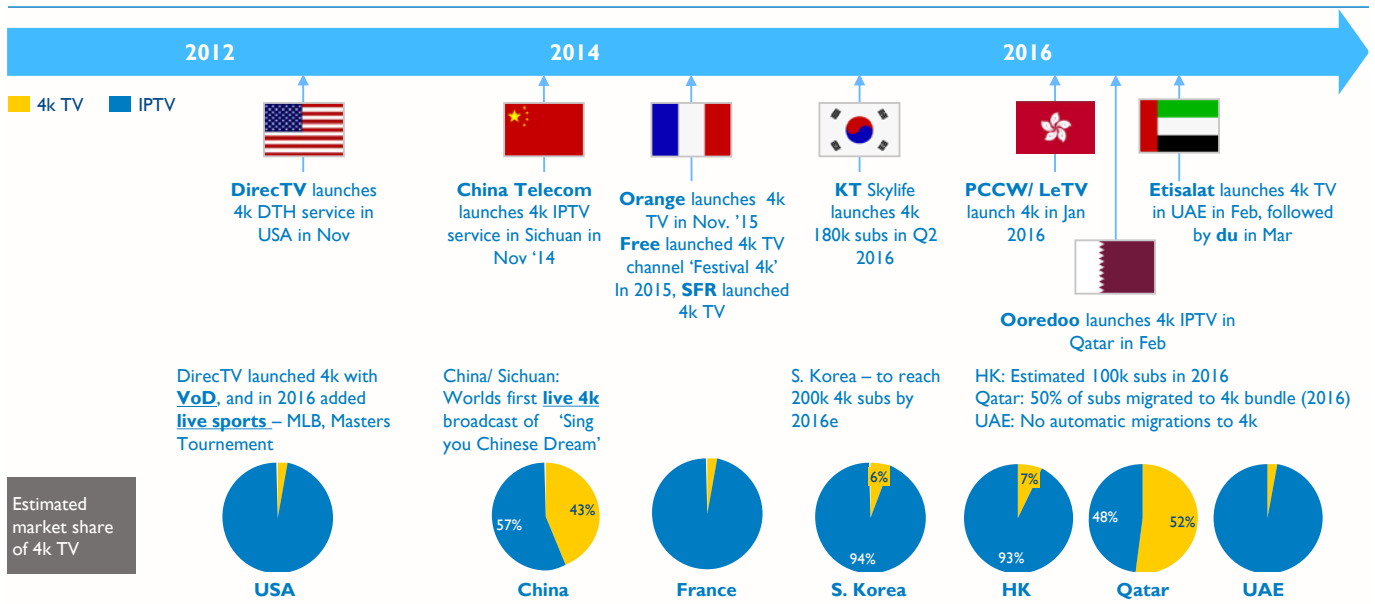 2012
2014
2016
4k TV
IPTV
DirecTV launches
4k DTH service in
USA in Nov
China Telecom
launches 4k IPTV
service in Sichuan in
Nov ‘14
Orange launches 4k
TV in Nov. ’15
Free launched 4k TV
channel ‘Festival 4k’
In 2015, SFR launched
4k TV
KT Skylife
launches 4k
180k subs in Q2
2016
PCCW/ LeTV
launch 4k in Jan
2016
Etisalat launches 4k TV
in UAE in Feb, followed
by du in Mar
Ooredoo launches 4k IPTV in
Qatar in Feb
DirecTV launched 4k with
VoD, and in 2016 added
live sports – MLB, Masters
Tournement
China/ Sichuan:
Worlds first live 4k
broadcast of ‘Sing
you Chinese Dream’
S. Korea – to reach
200k 4k subs by
2016e
HK: Estimated 100k subs in 2016
Qatar: 50% of subs migrated to 4k bundle (2016)
UAE: No automatic migrations to 4k
Estimated
market share
of 4k TV
57%
43%
6%
94%
7%
93%
48%
52%
USA
China
France
S. Korea
HK
Qatar
UAE